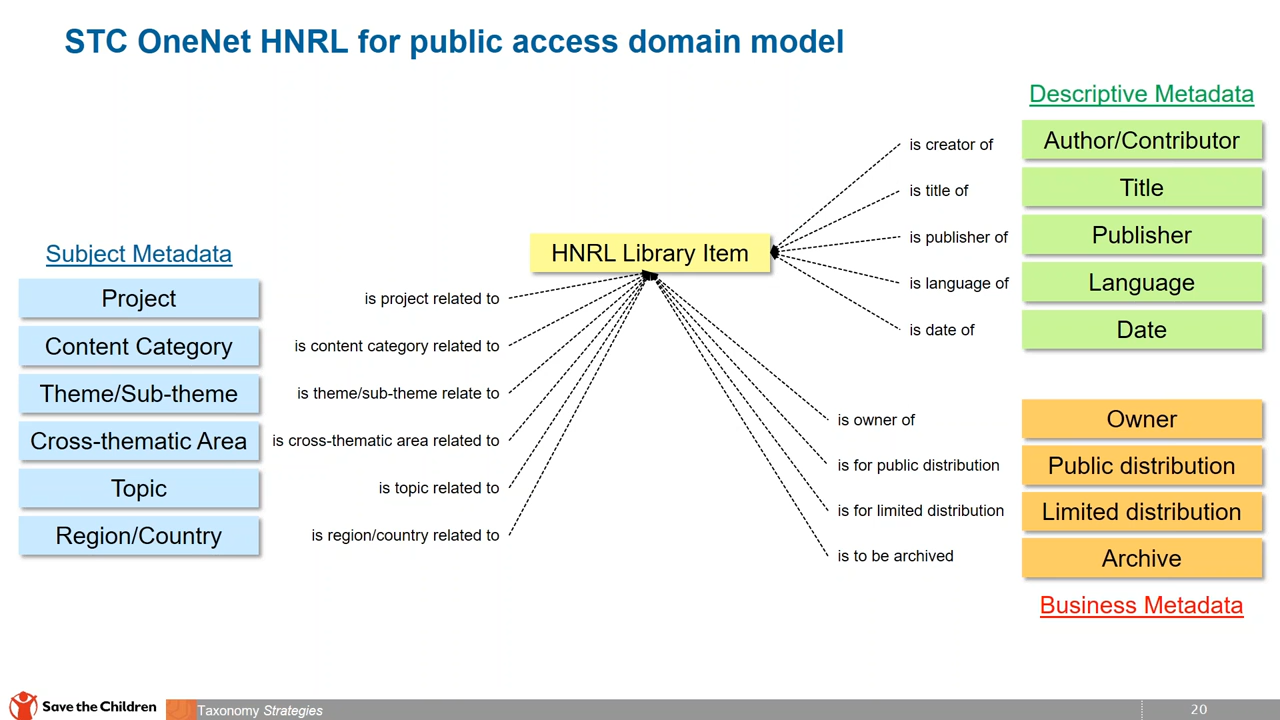 STC OneNet HNRL for public access domain model
Descriptive Metadata
is creator of
Author/Contributor
is title of
Title
is publisher of
Publisher
is language of
Language
is date of
Date
HNRL Library Item
Subject Metadata
Project
is project related to
Content Category
is content category related to
Theme/Sub-theme
is theme/sub-theme relate to
Cross-thematic Area
is cross-thematic area related to
Topic
is topic related to
Region/Country
is region/country related to
is owner of
Owner
is for public distribution
Public distribution
is for limited distribution
Limited distribution
is to be archived
Archive
Business Metadata
Save the Children
Taxonomy Strategies
20